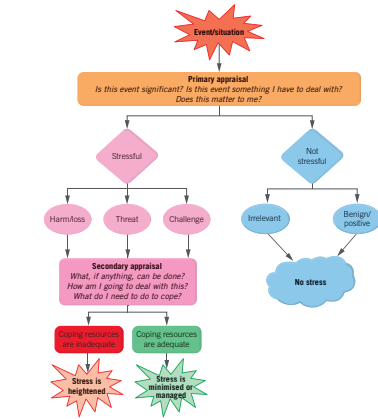 Event/situation
Primary appraisal
Is this event significant? Is this event something I have to deal with?
Does this matter to me?
Stressful
Not
stressful
Harm/loss
Threat
Challenge
Irrelevant
Benign/
positive
Secondary appraisal
What, if anything, can be done?
How am I going to deal with this?
What do I need to do to cope?
No stress
Coping resources
are inadequate
Coping resources
are adequate
Stress is
heightened
Stress is
minimised or
managed